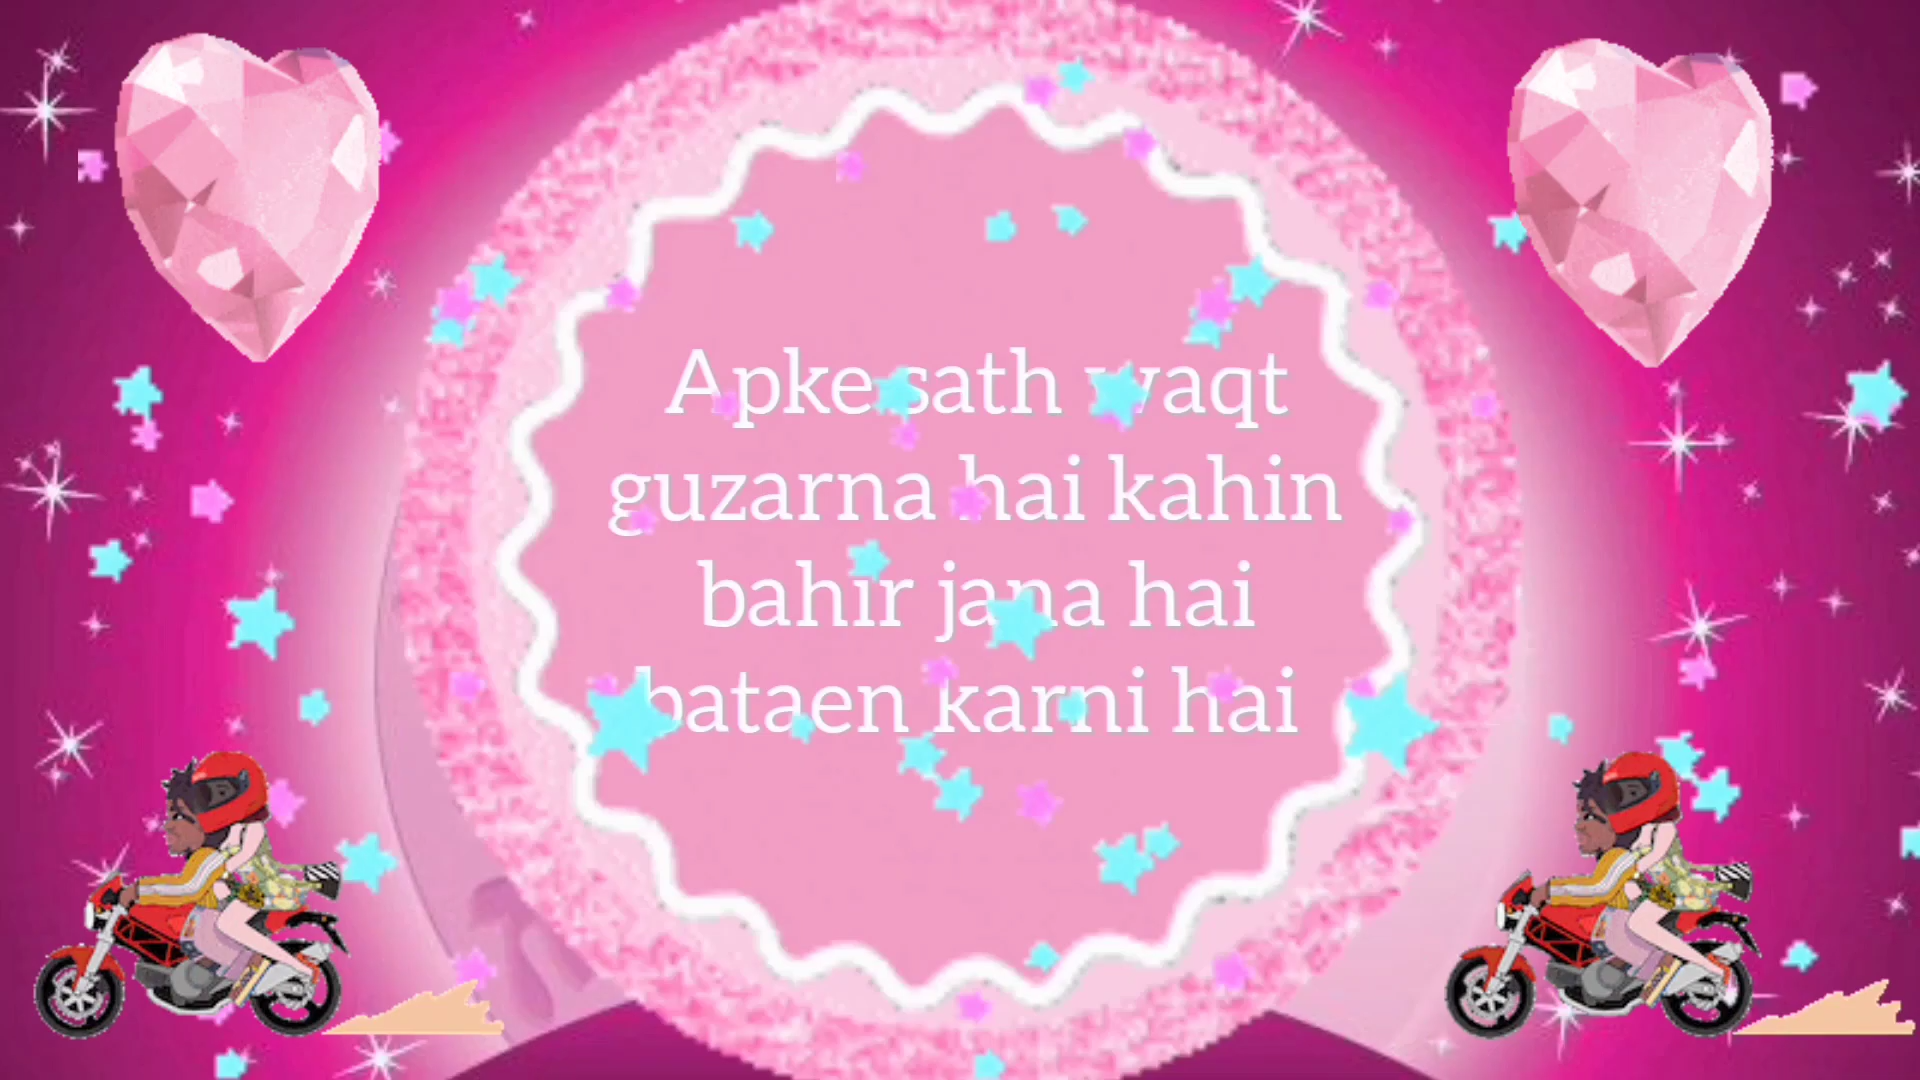 Apke sath waqt
guzarna hai kahin
bahir jana hai
bataen karni hai